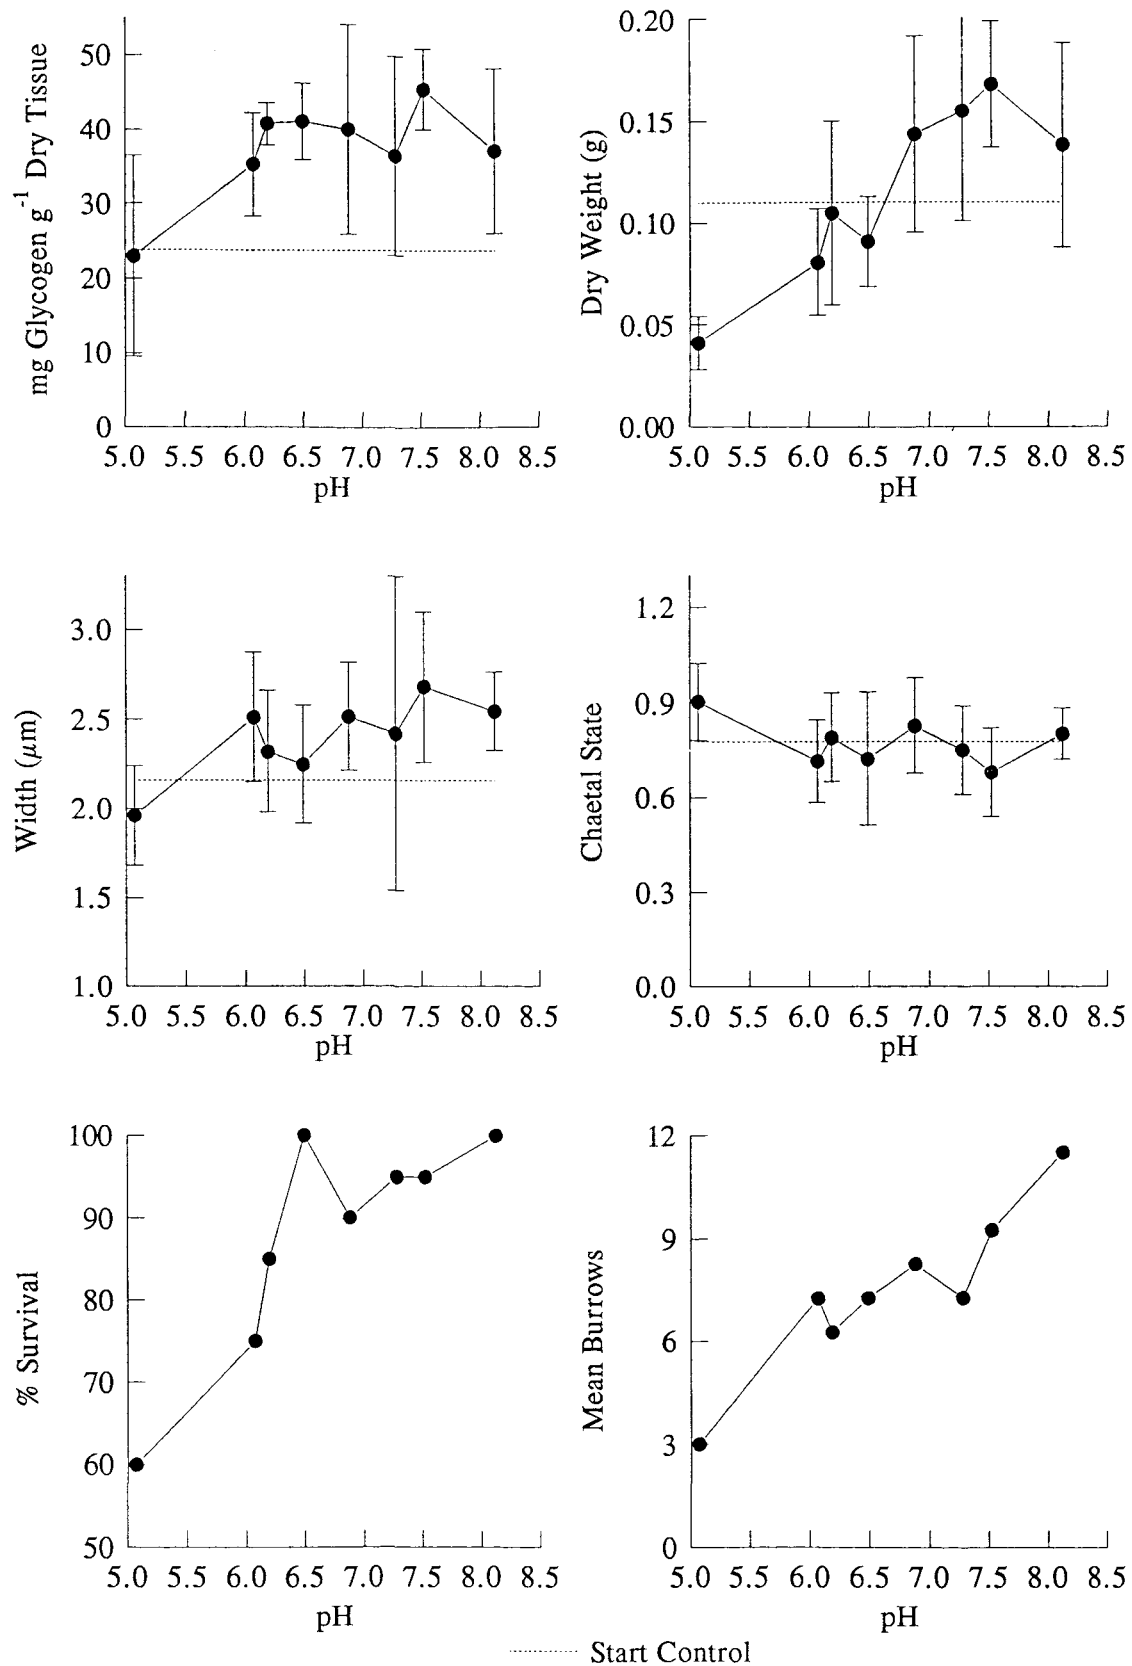 mg Glycogen g⁻¹ Dry Tissue
50
40
30
20
10
0
5.0 5.5 6.0 6.5 7.0 7.5 8.0 8.5
pH
Dry Weight (g)
0.20
0.15
0.10
0.05
0.00
5.0 5.5 6.0 6.5 7.0 7.5 8.0 8.5
pH
Width (μm)
3.0
2.5
2.0
1.5
1.0
5.0 5.5 6.0 6.5 7.0 7.5 8.0 8.5
pH
Chaetal State
1.2
0.9
0.6
0.3
0.0
5.0 5.5 6.0 6.5 7.0 7.5 8.0 8.5
pH
% Survival
100
90
80
70
60
50
5.0 5.5 6.0 6.5 7.0 7.5 8.0 8.5
pH
Mean Burrows
12
9
6
3
0
5.0 5.5 6.0 6.5 7.0 7.5 8.0 8.5
pH
Start Control